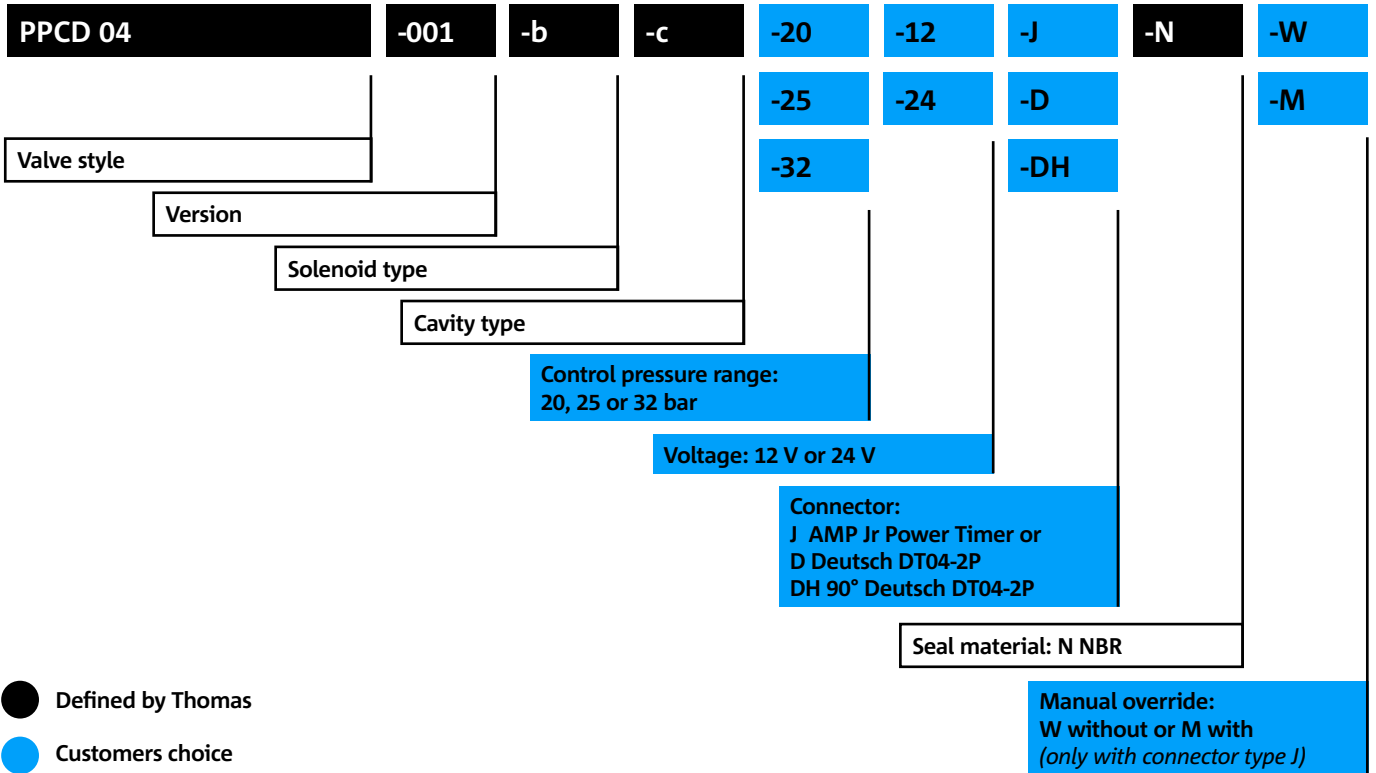 PPCD 04 -001 -b -c -20 -12 -J -N -W
-25 -24 -D -M
Valve style -32 -DH
Version
Solenoid type
Cavity type
Control pressure range:
20, 25 or 32 bar
Voltage: 12 V or 24 V
Connector:
J AMP Jr Power Timer or
D Deutsch DT04-2P
DH 90° Deutsch DT04-2P
Seal material: N NBR
Defined by Thomas
Customers choice
Manual override:
W without or M with
(only with connector type J)